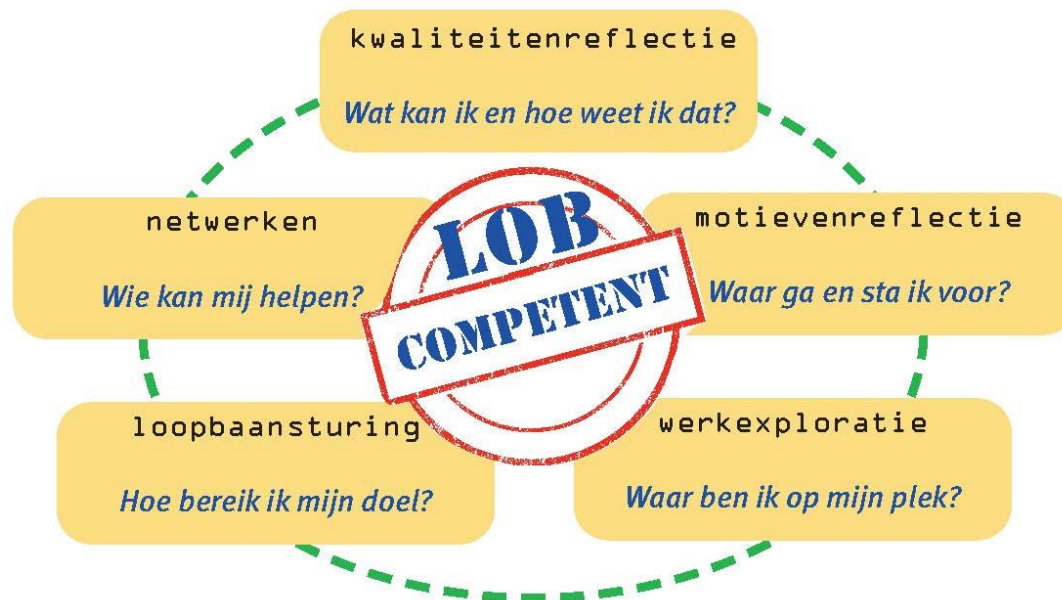 kwaliteitenreflectie
Wat kan ik en hoe weet ik dat?
netwerken
Wie kan mij helpen?
LOB
COMPETENT
motievenreflectie
Waar ga en sta ik voor?
loopbaansturing
Hoe bereik ik mijn doel?
werkexploratie
Waar ben ik op mijn plek?